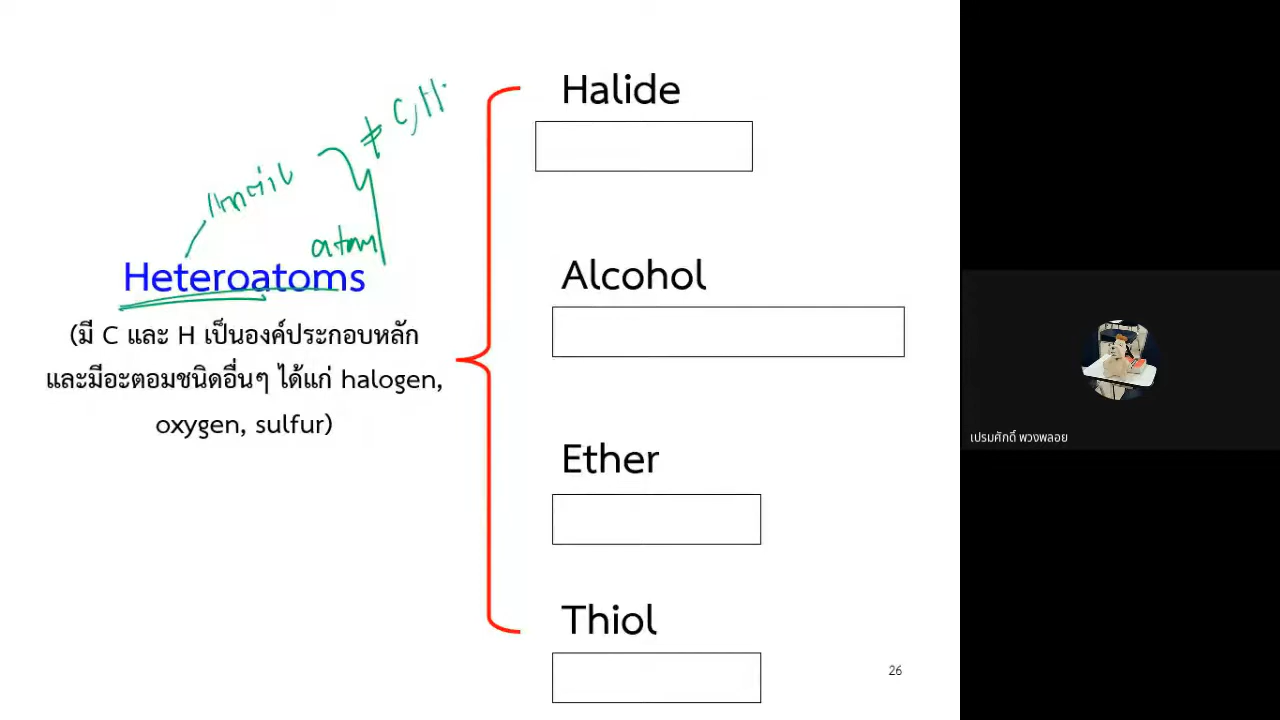 Halide
≠ C, H
แตกต่าง
atom
Heteroatoms
(มี C และ H เป็นองค์ประกอบหลัก
และมีอะตอมชนิดอื่นๆ ได้แก่ halogen,
oxygen, sulfur)
Alcohol
Ether
Thiol
26
เปรมศักดิ์ พวงพลอย